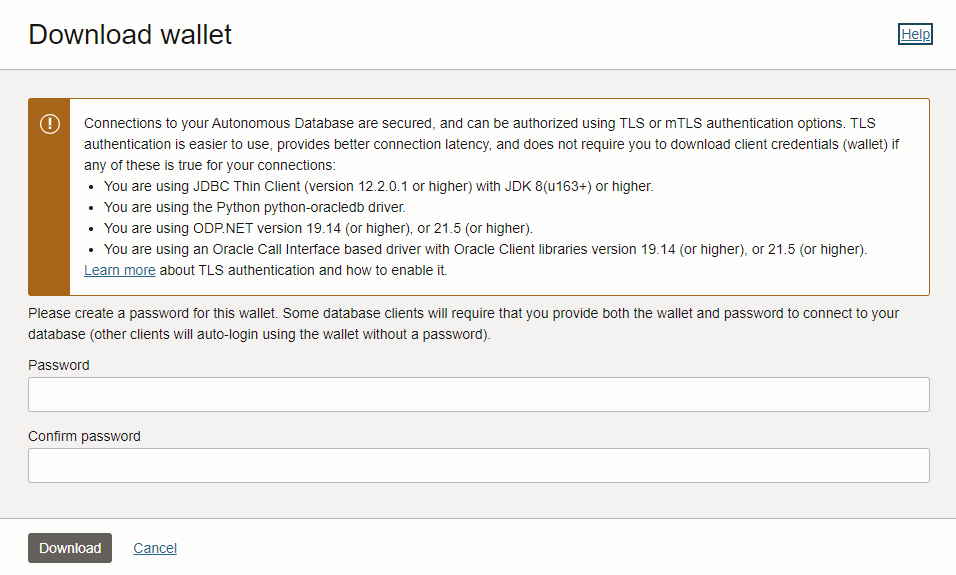 Download wallet
Help
Connections to your Autonomous Database are secured, and can be authorized using TLS or mTLS authentication options. TLS
authentication is easier to use, provides better connection latency, and does not require you to download client credentials (wallet) if
any of these is true for your connections:
• You are using JDBC Thin Client (version 12.2.0.1 or higher) with JDK 8(u163+) or higher.
• You are using the Python python-oracledb driver.
• You are using ODP.NET version 19.14 (or higher), or 21.5 (or higher).
• You are using an Oracle Call Interface based driver with Oracle Client libraries version 19.14 (or higher), or 21.5 (or higher).
Learn more about TLS authentication and how to enable it.
Please create a password for this wallet. Some database clients will require that you provide both the wallet and password to connect to your
database (other clients will auto-login using the wallet without a password).
Password
Confirm password
Download
Cancel